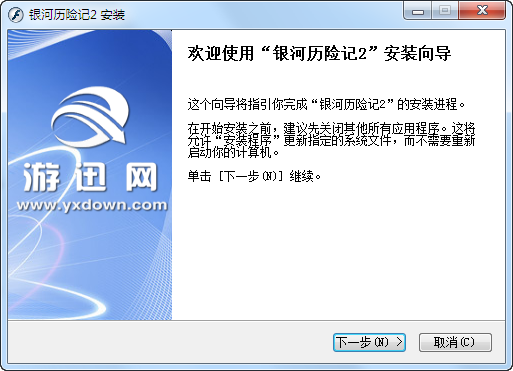 银河历险记2 安装
欢迎使用“银河历险记2”安装向导
这个向导将指引你完成“银河历险记2”的安装进程。
在开始安装之前，建议先关闭其他所有应用程序。这将
允许“安装程序”更新指定的系统文件，而不需要重新
启动你的计算机。
单击 [下一步(N)] 继续。
游迅网
www.yxdown.com
下一步(N) >
取消(C)